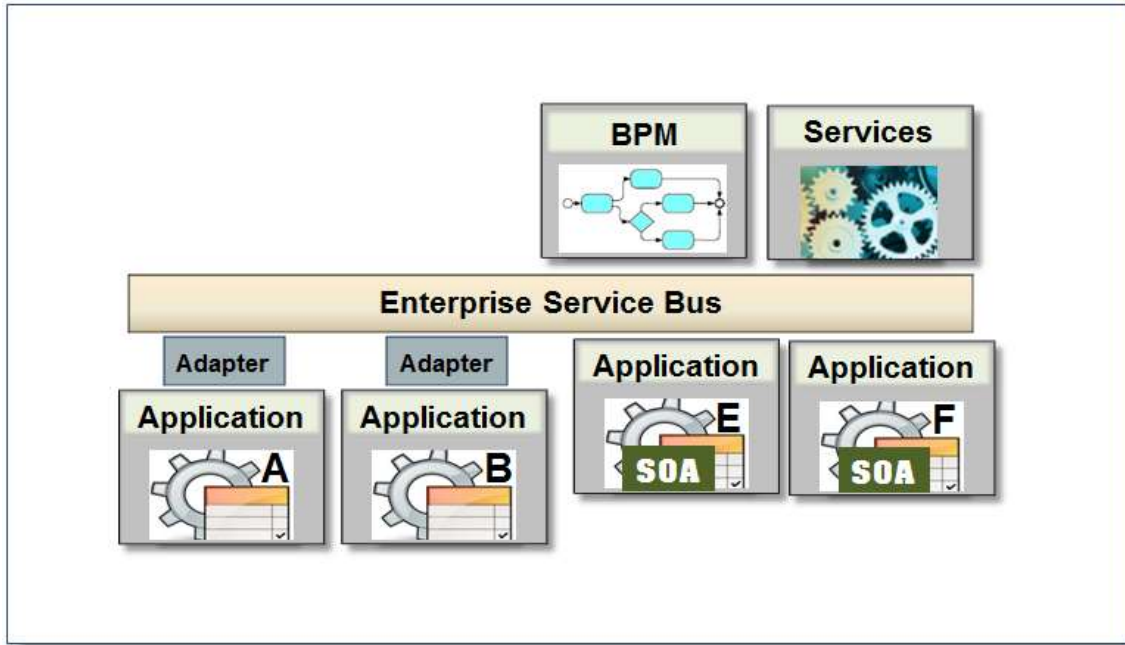 BPM
Services
Enterprise Service Bus
Adapter
Adapter
Application
Application
Application
Application
A
B
E
SOA
F
SOA